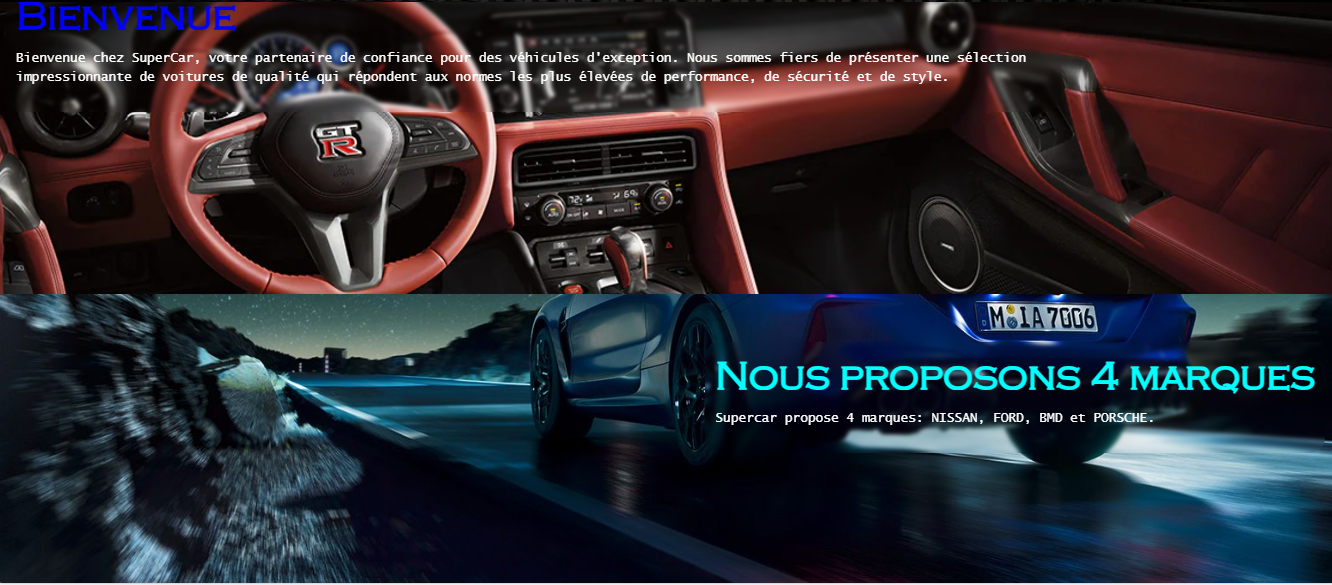 Bienvenue
Bienvenue chez SuperCar, votre partenaire de confiance pour des véhicules d'exception. Nous sommes fiers de présenter une sélection
impressionnante de voitures de qualité qui répondent aux normes les plus élevées de performance, de sécurité et de style.
GT
R
72
69
M IA 7006
Nous proposons 4 marques
Supercar propose 4 marques: NISSAN, FORD, BMD et PORSCHE.